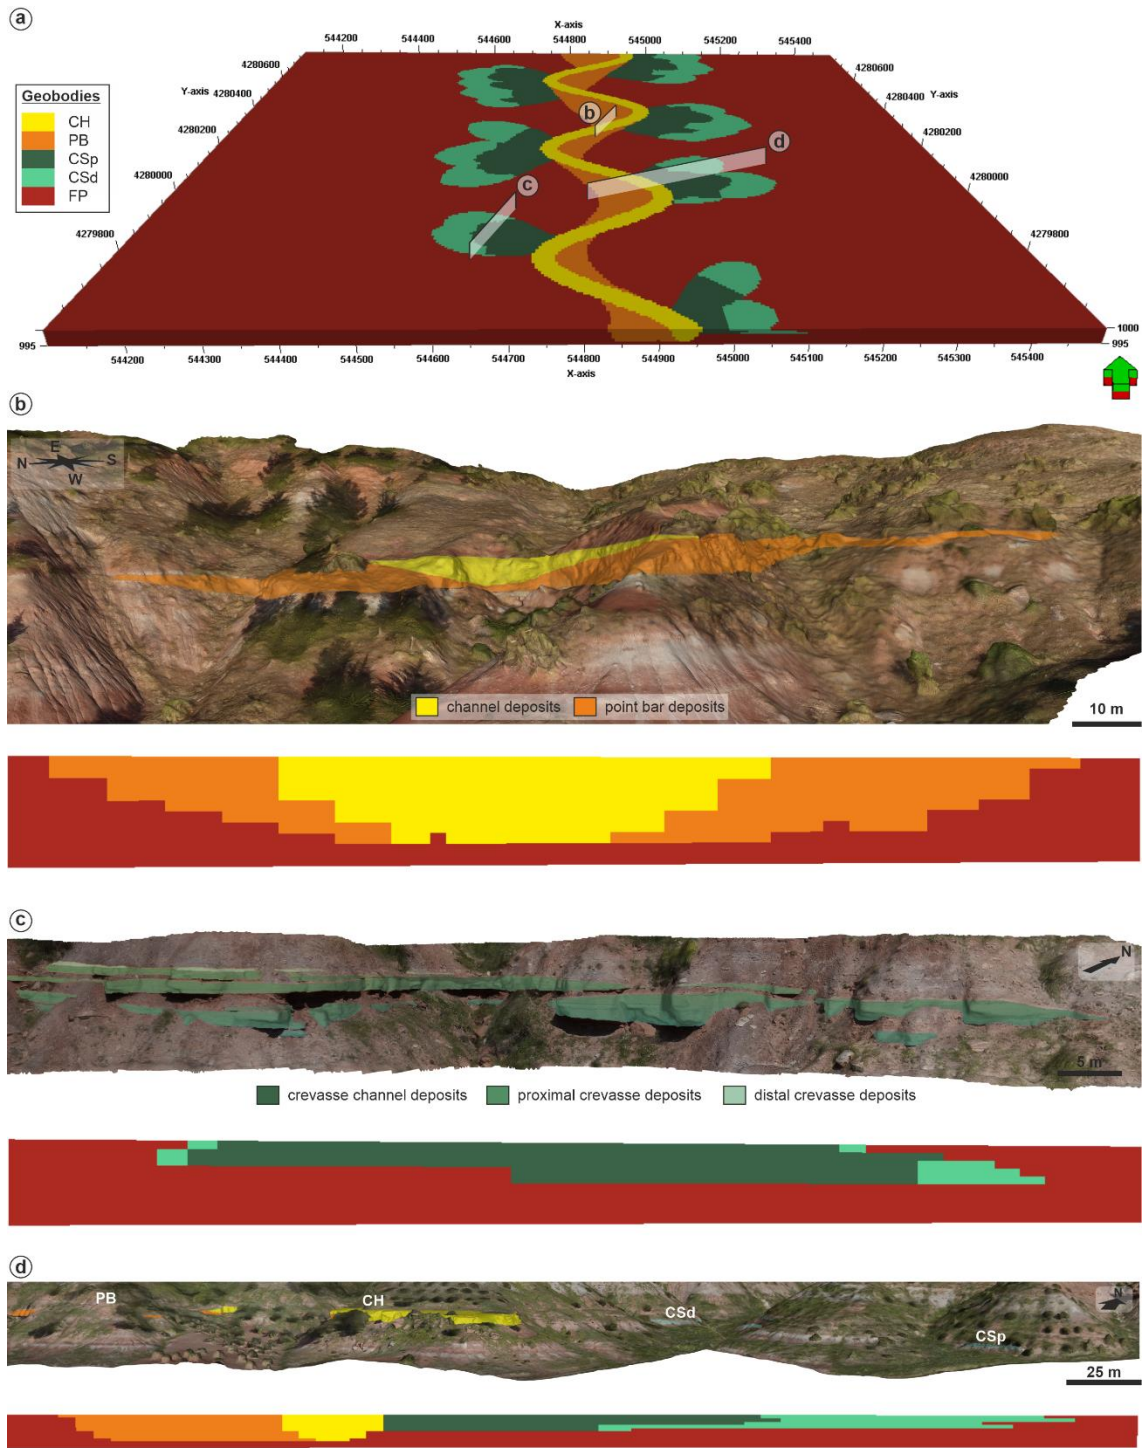 a
X-axis
544200 544400 544600 544800 545000 545200 545400
Geobodies
CH
PB
CSp
CSd
FP
4280600 4280600
Y-axis 4280400 4280400 Y-axis
4280200 4280200
4280000 4280000
4279800 4279800
b
d
c
995
1000
995
544200 544300 544400 544500 544600 544700 544800 544900 545000 545100 545200 545300 545400
X-axis
b
E
N S
W
channel deposits point bar deposits
10 m
c
N
5 m
crevasse channel deposits proximal crevasse deposits distal crevasse deposits
d
PB
CH
CSd
CSp
N
25 m